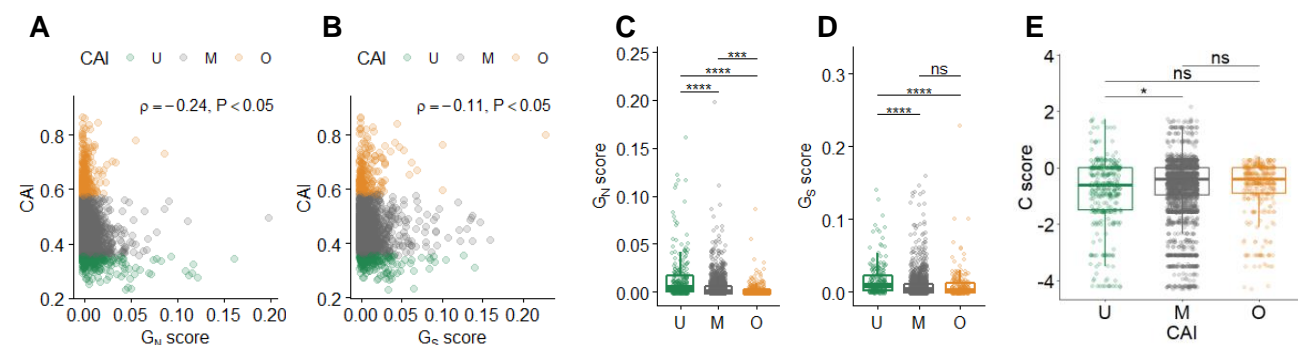 A
CAI U M O
ρ = −0.24, P < 0.05
CAI
0.8
0.6
0.4
0.2
0.00 0.05 0.10 0.15 0.20
G_N score
B
CAI U M O
ρ = −0.11, P < 0.05
CAI
0.8
0.6
0.4
0.2
0.00 0.05 0.10 0.15 0.20
G_S score
C
G_N score
0.25
0.20
0.15
0.10
0.05
0.00
***
****
****
U M O
D
G_S score
0.3
0.2
0.1
0.0
ns
****
****
U M O
E
C score
4
2
0
-2
-4
ns
ns
*
U M O
CAI